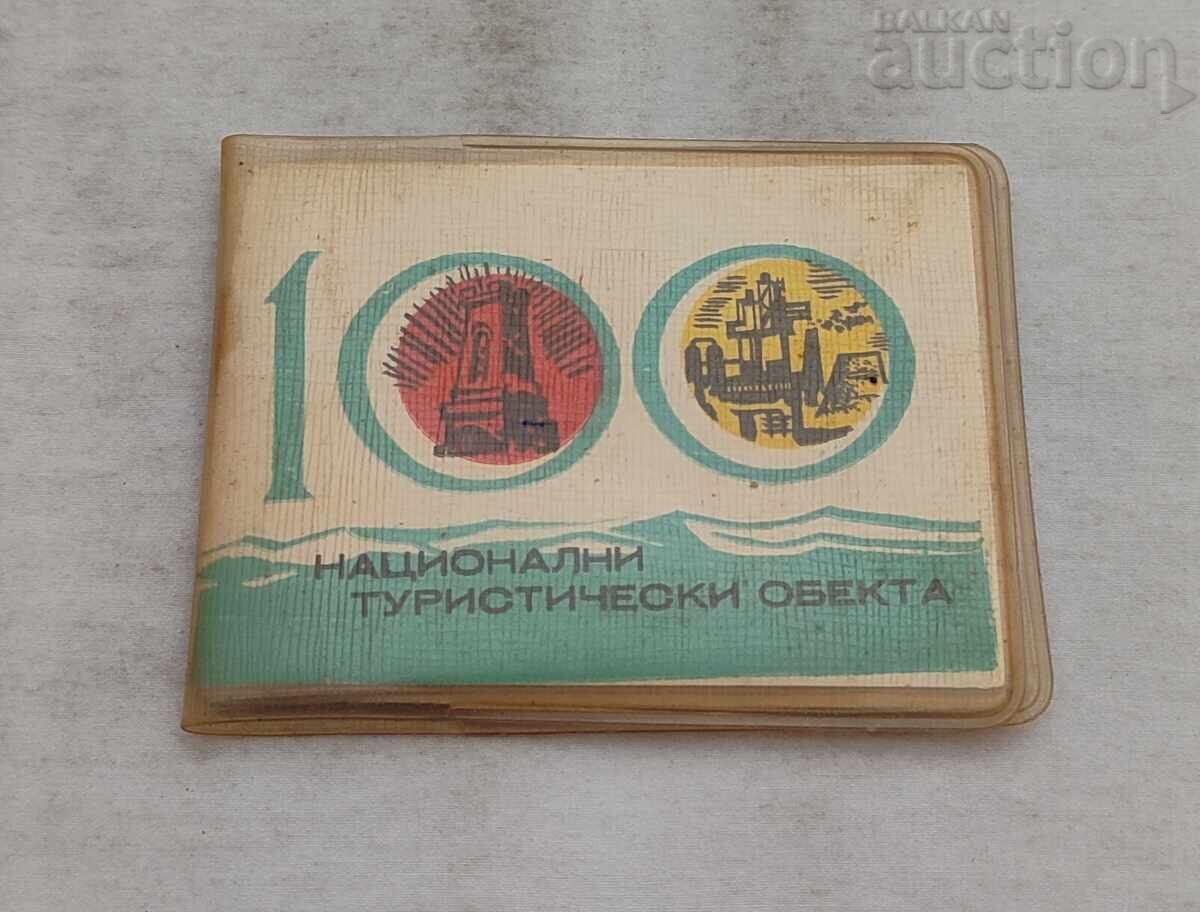 BALKAN
auction
100
НАЦИОНАЛНИ
ТУРИСТИЧЕСКИ ОБЕКТА